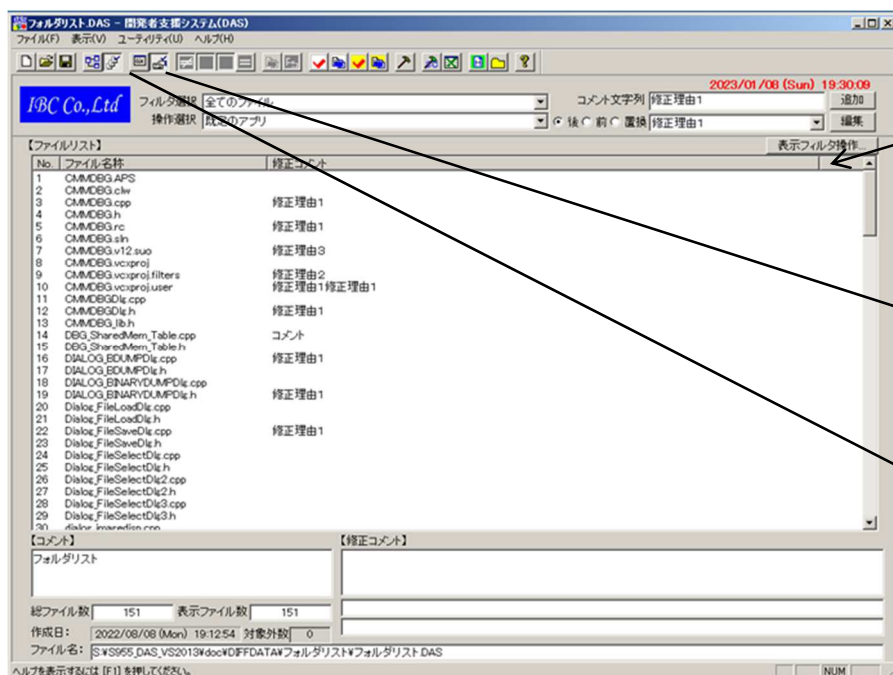 フォルダリスト.DAS - 開発者支援システム(DAS)
ファイル(F) 表示(V) ユーティリティ(U) ヘルプ(H)
2023/01/08 (Sun) 19:30:09
IBC Co.,Ltd
フィルタ選択 全てのファイル コメント文字列 修正理由1 追加
操作選択 既定のアプリ 後 前 置換 修正理由1 編集
【ファイルリスト】 表示フィルタ操作...
No. ファイル名称 修正コメント
1 CMMDBG.APS
2 CMMDBG.clw
3 CMMDBG.cpp 修正理由1
4 CMMDBG.h
5 CMMDBG.rc 修正理由1
6 CMMDBG.sln
7 CMMDBG.v12.suo 修正理由3
8 CMMDBG.vcxproj
9 CMMDBG.vcxproj.filters 修正理由2
10 CMMDBG.vcxproj.user 修正理由1修正理由1
11 CMMDBGDlg.cpp
12 CMMDBGDlg.h 修正理由1
13 CMMDBG_lib.h
14 DBG_SharedMem_Table.cpp コメント
15 DBG_SharedMem_Table.h
16 DIALOG_BDUMPDlg.cpp 修正理由1
17 DIALOG_BDUMPDlg.h
18 DIALOG_BINARYDUMPDlg.cpp
19 DIALOG_BINARYDUMPDlg.h 修正理由1
20 Dialog_FileLoadDlg.cpp
21 Dialog_FileLoadDlg.h
22 Dialog_FileSaveDlg.cpp 修正理由1
23 Dialog_FileSaveDlg.h
24 Dialog_FileSelectDlg.cpp
25 Dialog_FileSelectDlg.h
26 Dialog_FileSelectDlg2.cpp
27 Dialog_FileSelectDlg2.h
28 Dialog_FileSelectDlg3.cpp
29 Dialog_FileSelectDlg3.h
30 dialog_imagedisp.cpp
【コメント】 【修正コメント】
フォルダリスト
総ファイル数 151 表示ファイル数 151
作成日: 2022/08/08 (Mon) 19:12:54 対象外数 0
ファイル名: S:¥S955_DAS_VS2013¥doc¥DIFFDATA¥フォルダリスト¥フォルダリスト.DAS
ヘルプを表示するには [F1] を押してください。 NUM